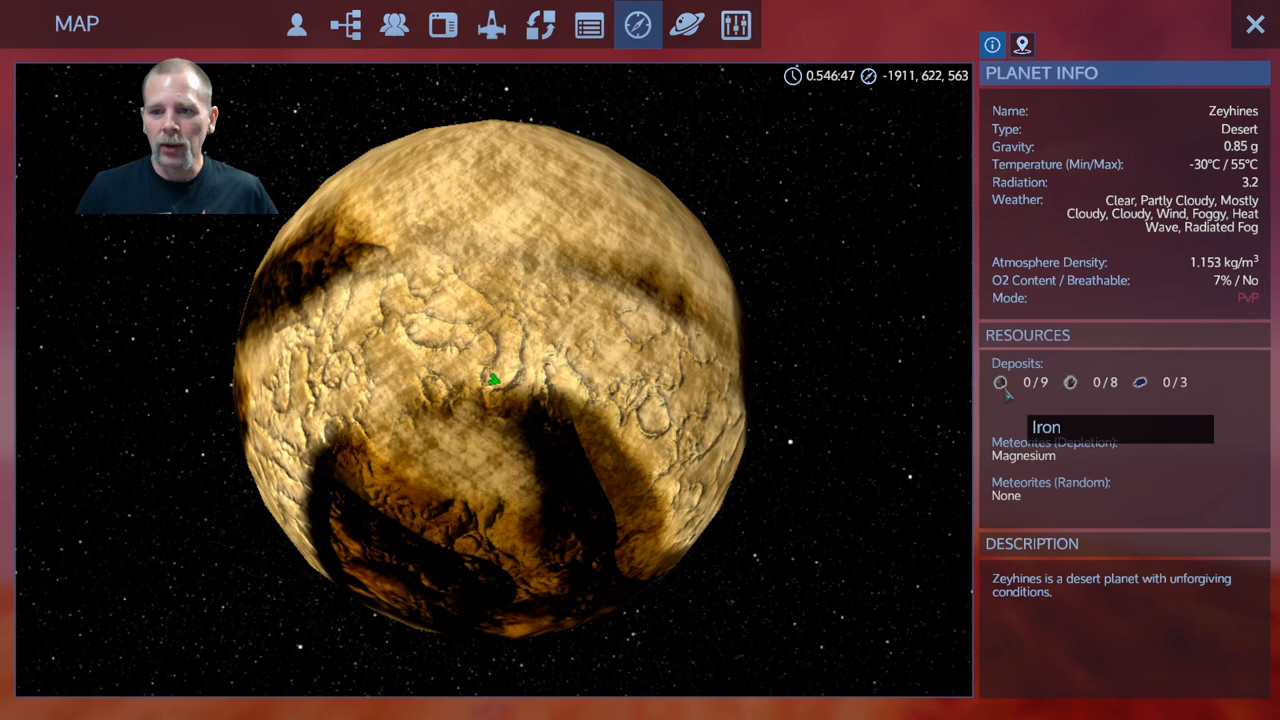 MAP
0.546:47 -1911, 622, 563
PLANET INFO
Name: Zeyhines
Type: Desert
Gravity: 0.85 g
Temperature (Min/Max): -30°C / 55°C
Radiation: 3.2
Weather: Clear, Partly Cloudy, Mostly
Cloudy, Cloudy, Wind, Foggy, Heat
Wave, Radiated Fog
Atmosphere Density: 1.153 kg/m³
O2 Content / Breathable: 7% / No
Mode: PvP
RESOURCES
Deposits:
0/9 0/8 0/3
Iron
Meteorites (Depletion):
Magnesium
Meteorites (Random):
None
DESCRIPTION
Zeyhines is a desert planet with unforgiving
conditions.